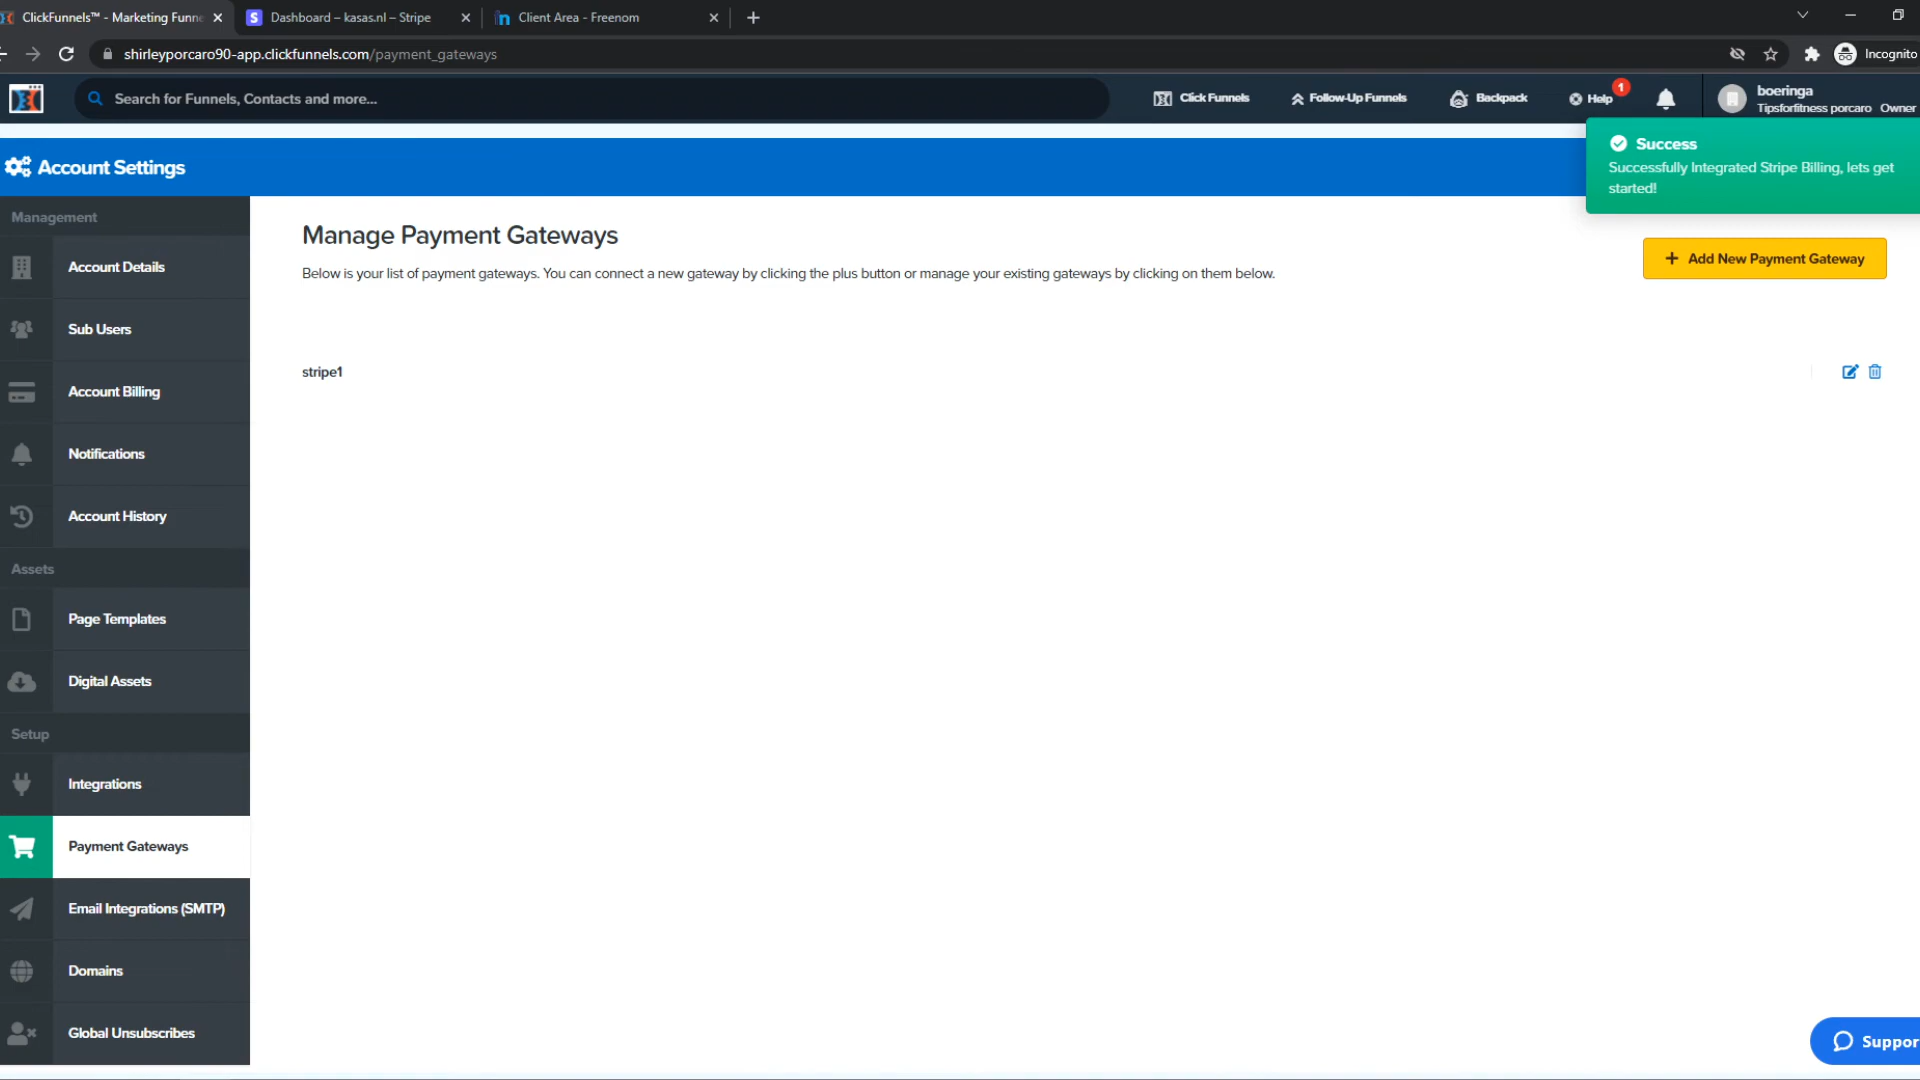 ClickFunnels™ - Marketing Funne
Dashboard – kasas.nl – Stripe
Client Area - Freenom
shirleyporcaro90-app.clickfunnels.com/payment_gateways
Incognito
Search for Funnels, Contacts and more...
Click Funnels
Follow-Up Funnels
Backpack
Help
1
boeringa
Tipsforfitness porcaro Owner
Account Settings
Success
Successfully Integrated Stripe Billing, lets get
started!
Management
Account Details
Sub Users
Account Billing
Notifications
Account History
Assets
Page Templates
Digital Assets
Setup
Integrations
Payment Gateways
Email Integrations (SMTP)
Domains
Global Unsubscribes
Manage Payment Gateways
Below is your list of payment gateways. You can connect a new gateway by clicking the plus button or manage your existing gateways by clicking on them below.
+ Add New Payment Gateway
stripe1
Suppor